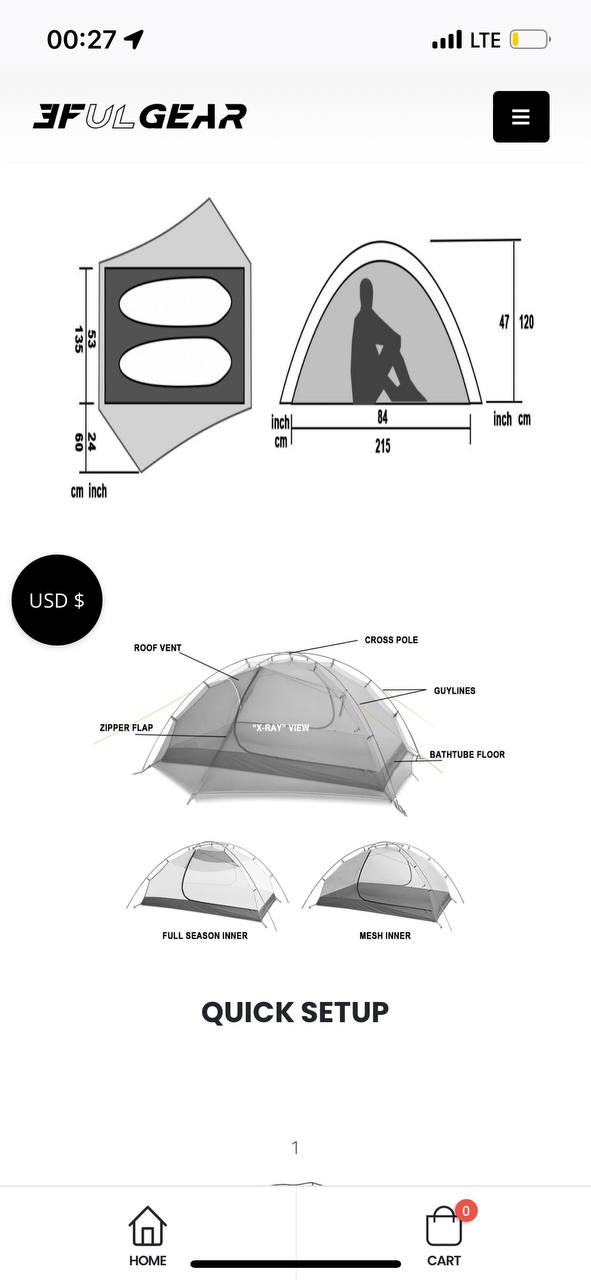 00:27
LTE
3FULGEAR
53
135
24
60
cm inch
47 120
inch cm
inch
cm
84
215
USD $
CROSS POLE
ROOF VENT
GUYLINES
ZIPPER FLAP
"X-RAY" VIEW
BATHTUBE FLOOR
FULL SEASON INNER
MESH INNER
QUICK SETUP
1
0
HOME
CART